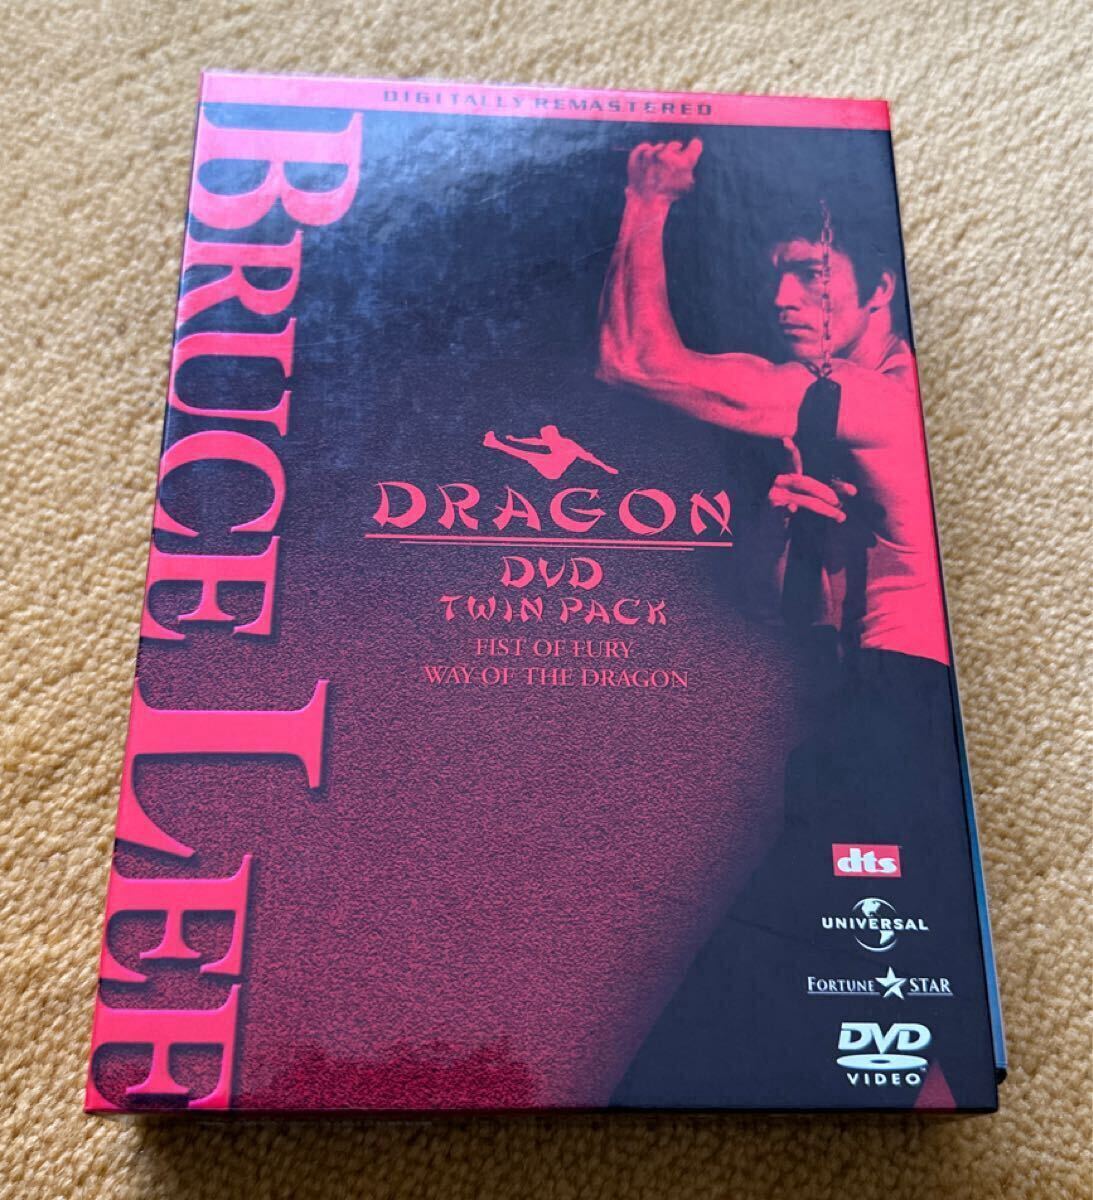 DIGITALLY REMASTERED
BRUCE LEE
DRAGON
DVD
TWIN PACK
FIST OF FURY
WAY OF THE DRAGON
dts
UNIVERSAL
FORTUNE STAR
DVD
VIDEO